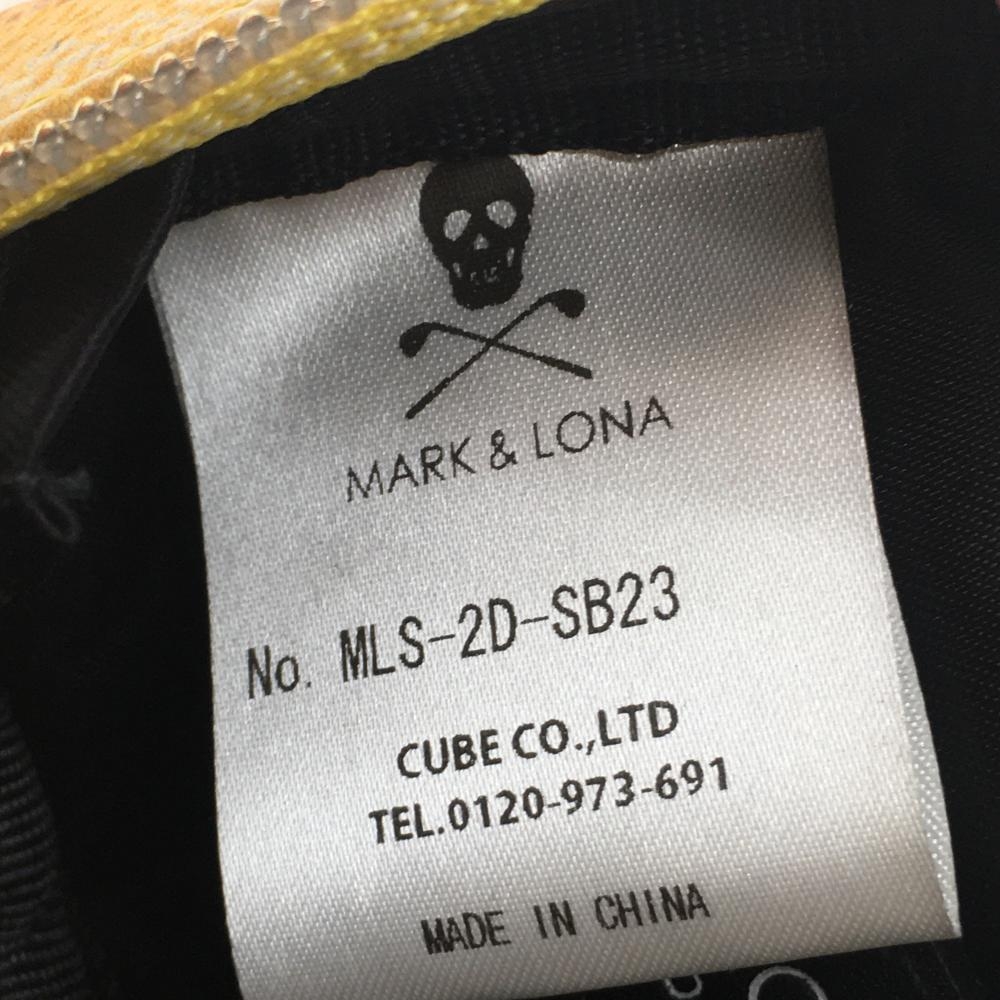 MARK & LONA
No. MLS-2D-SB23
CUBE CO.,LTD
TEL.0120-973-691
MADE IN CHINA